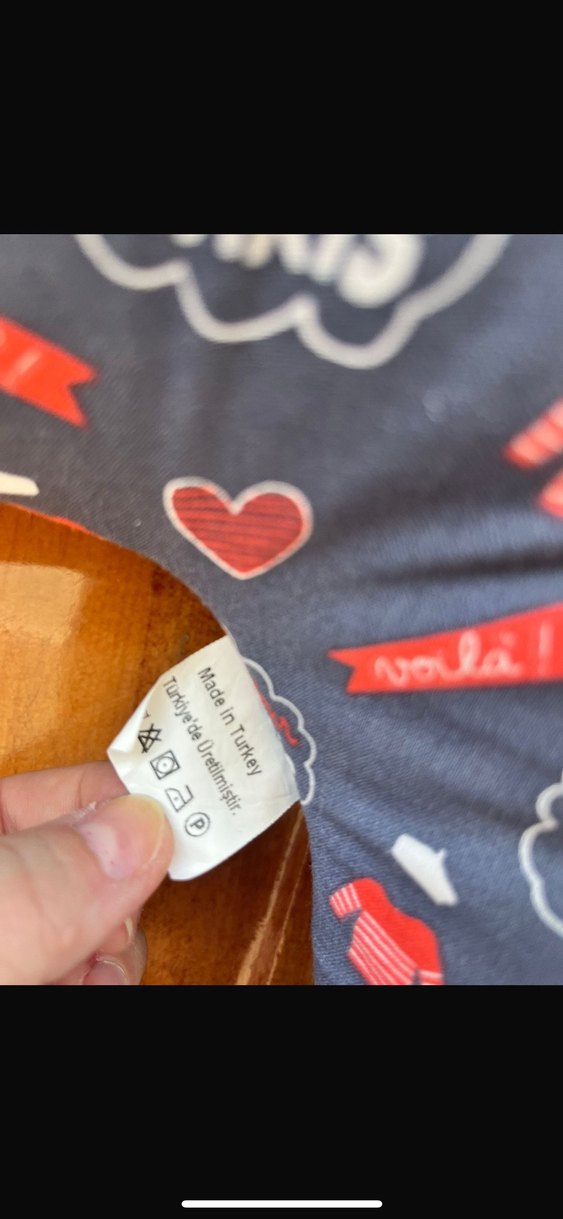 voilà !
Made in Turkey
Türkiye'de Üretilmiştir.
P